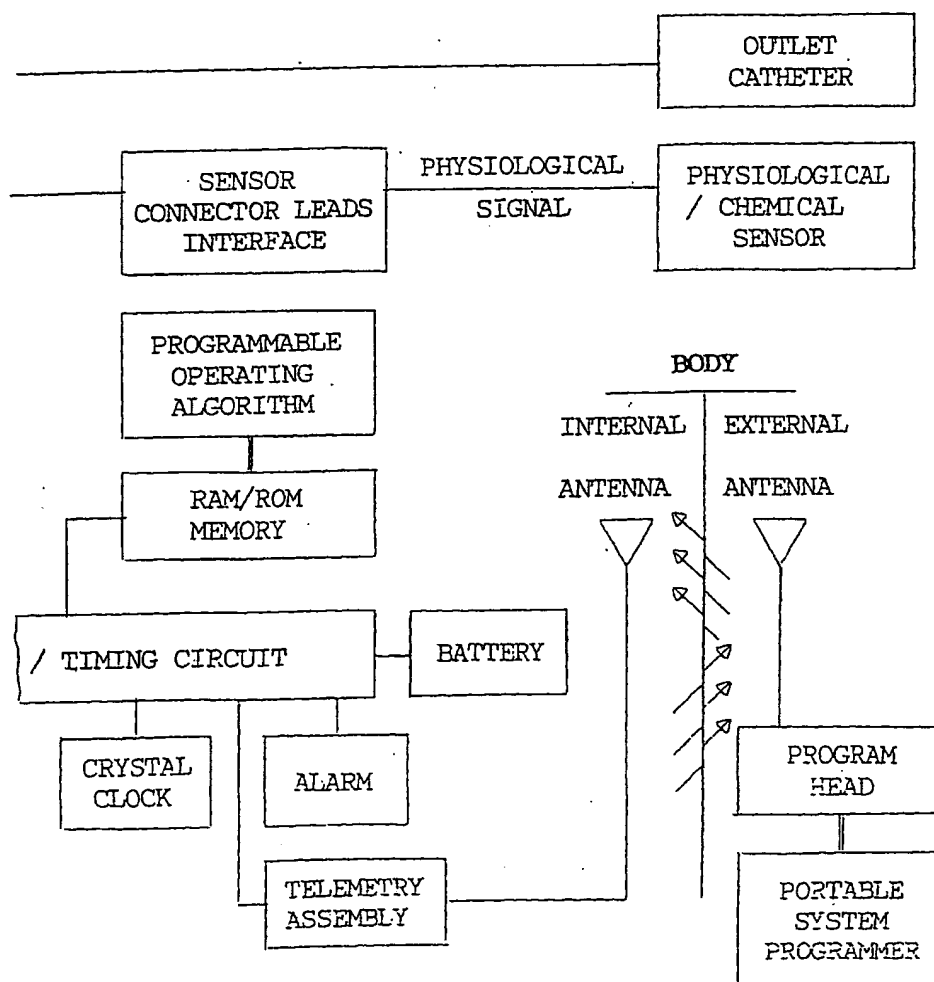 OUTLET
CATHETER
SENSOR
CONNECTOR LEADS
INTERFACE
PHYSIOLOGICAL
SIGNAL
PHYSIOLOGICAL
/ CHEMICAL
SENSOR
PROGRAMMABLE
OPERATING
ALGORITHM
BODY
INTERNAL
EXTERNAL
RAM/ROM
MEMORY
ANTENNA
ANTENNA
/ TIMING CIRCUIT
BATTERY
CRYSTAL
CLOCK
ALARM
PROGRAM
HEAD
TELEMETRY
ASSEMBLY
PORTABLE
SYSTEM
PROGRAMMER